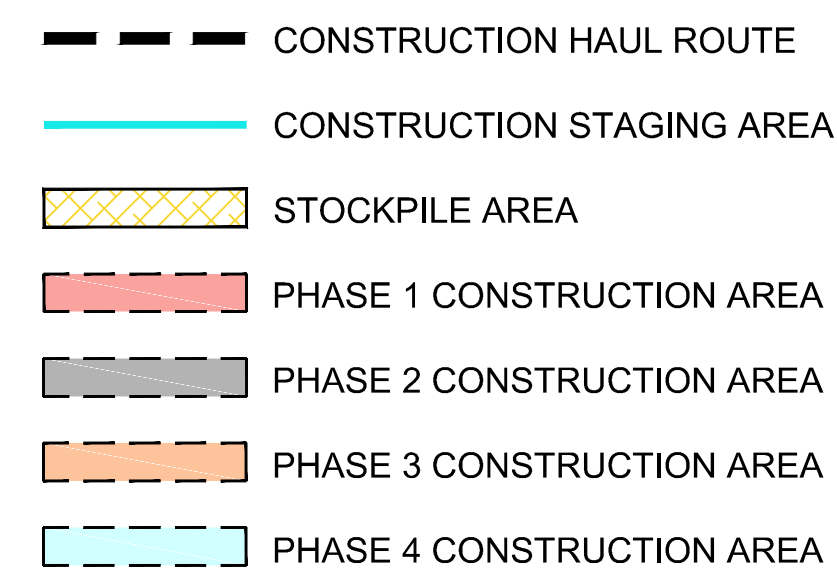 CONSTRUCTION HAUL ROUTE
CONSTRUCTION STAGING AREA
STOCKPILE AREA
PHASE 1 CONSTRUCTION AREA
PHASE 2 CONSTRUCTION AREA
PHASE 3 CONSTRUCTION AREA
PHASE 4 CONSTRUCTION AREA